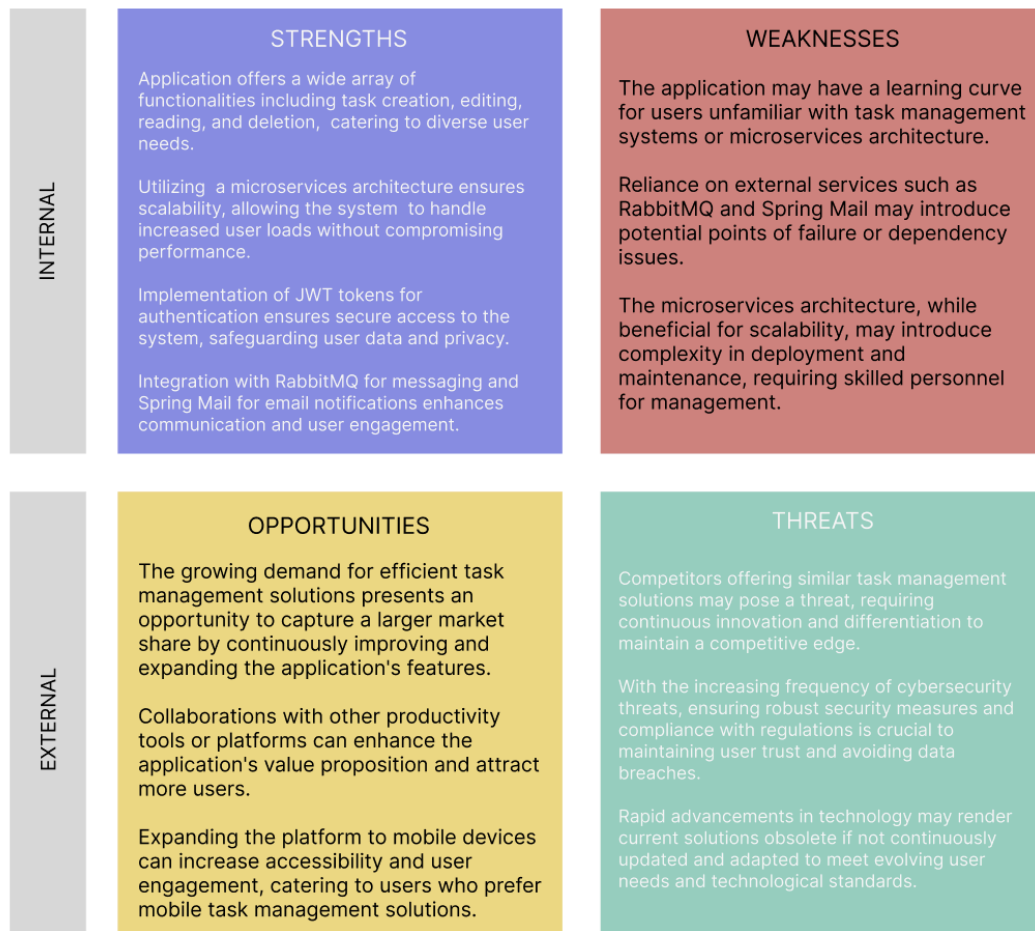 INTERNAL
STRENGTHS
Application offers a wide array of
functionalities including task creation, editing,
reading, and deletion, catering to diverse user
needs.
Utilizing a microservices architecture ensures
scalability, allowing the system to handle
increased user loads without compromising
performance.
Implementation of JWT tokens for
authentication ensures secure access to the
system, safeguarding user data and privacy.
Integration with RabbitMQ for messaging and
Spring Mail for email notifications enhances
communication and user engagement.
WEAKNESSES
The application may have a learning curve
for users unfamiliar with task management
systems or microservices architecture.
Reliance on external services such as
RabbitMQ and Spring Mail may introduce
potential points of failure or dependency
issues.
The microservices architecture, while
beneficial for scalability, may introduce
complexity in deployment and
maintenance, requiring skilled personnel
for management.
EXTERNAL
OPPORTUNITIES
The growing demand for efficient task
management solutions presents an
opportunity to capture a larger market
share by continuously improving and
expanding the application's features.
Collaborations with other productivity
tools or platforms can enhance the
application's value proposition and attract
more users.
Expanding the platform to mobile devices
can increase accessibility and user
engagement, catering to users who prefer
mobile task management solutions.
THREATS
Competitors offering similar task management
solutions may pose a threat, requiring
continuous innovation and differentiation to
maintain a competitive edge.
With the increasing frequency of cybersecurity
threats, ensuring robust security measures and
compliance with regulations is crucial to
maintaining user trust and avoiding data
breaches.
Rapid advancements in technology may render
current solutions obsolete if not continuously
updated and adapted to meet evolving user
needs and technological standards.